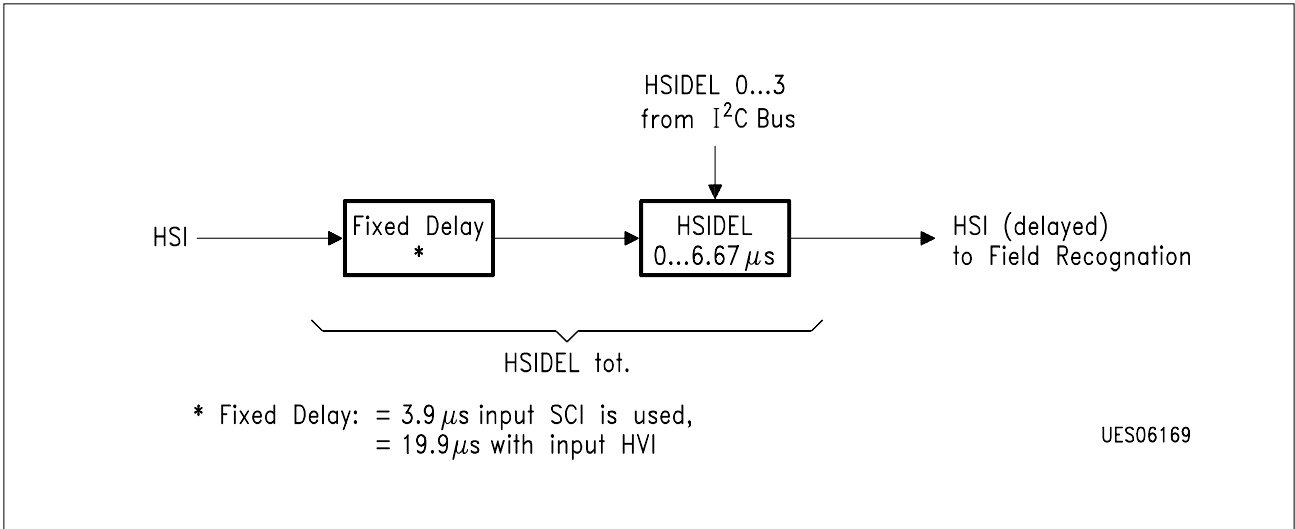 HSIDEL 0...3
from I²C Bus
HSI
Fixed Delay
*
HSIDEL
0...6.67 µs
HSI (delayed)
to Field Recognation
HSIDEL tot.
* Fixed Delay: = 3.9 µs input SCI is used,
= 19.9 µs with input HVI
UES06169